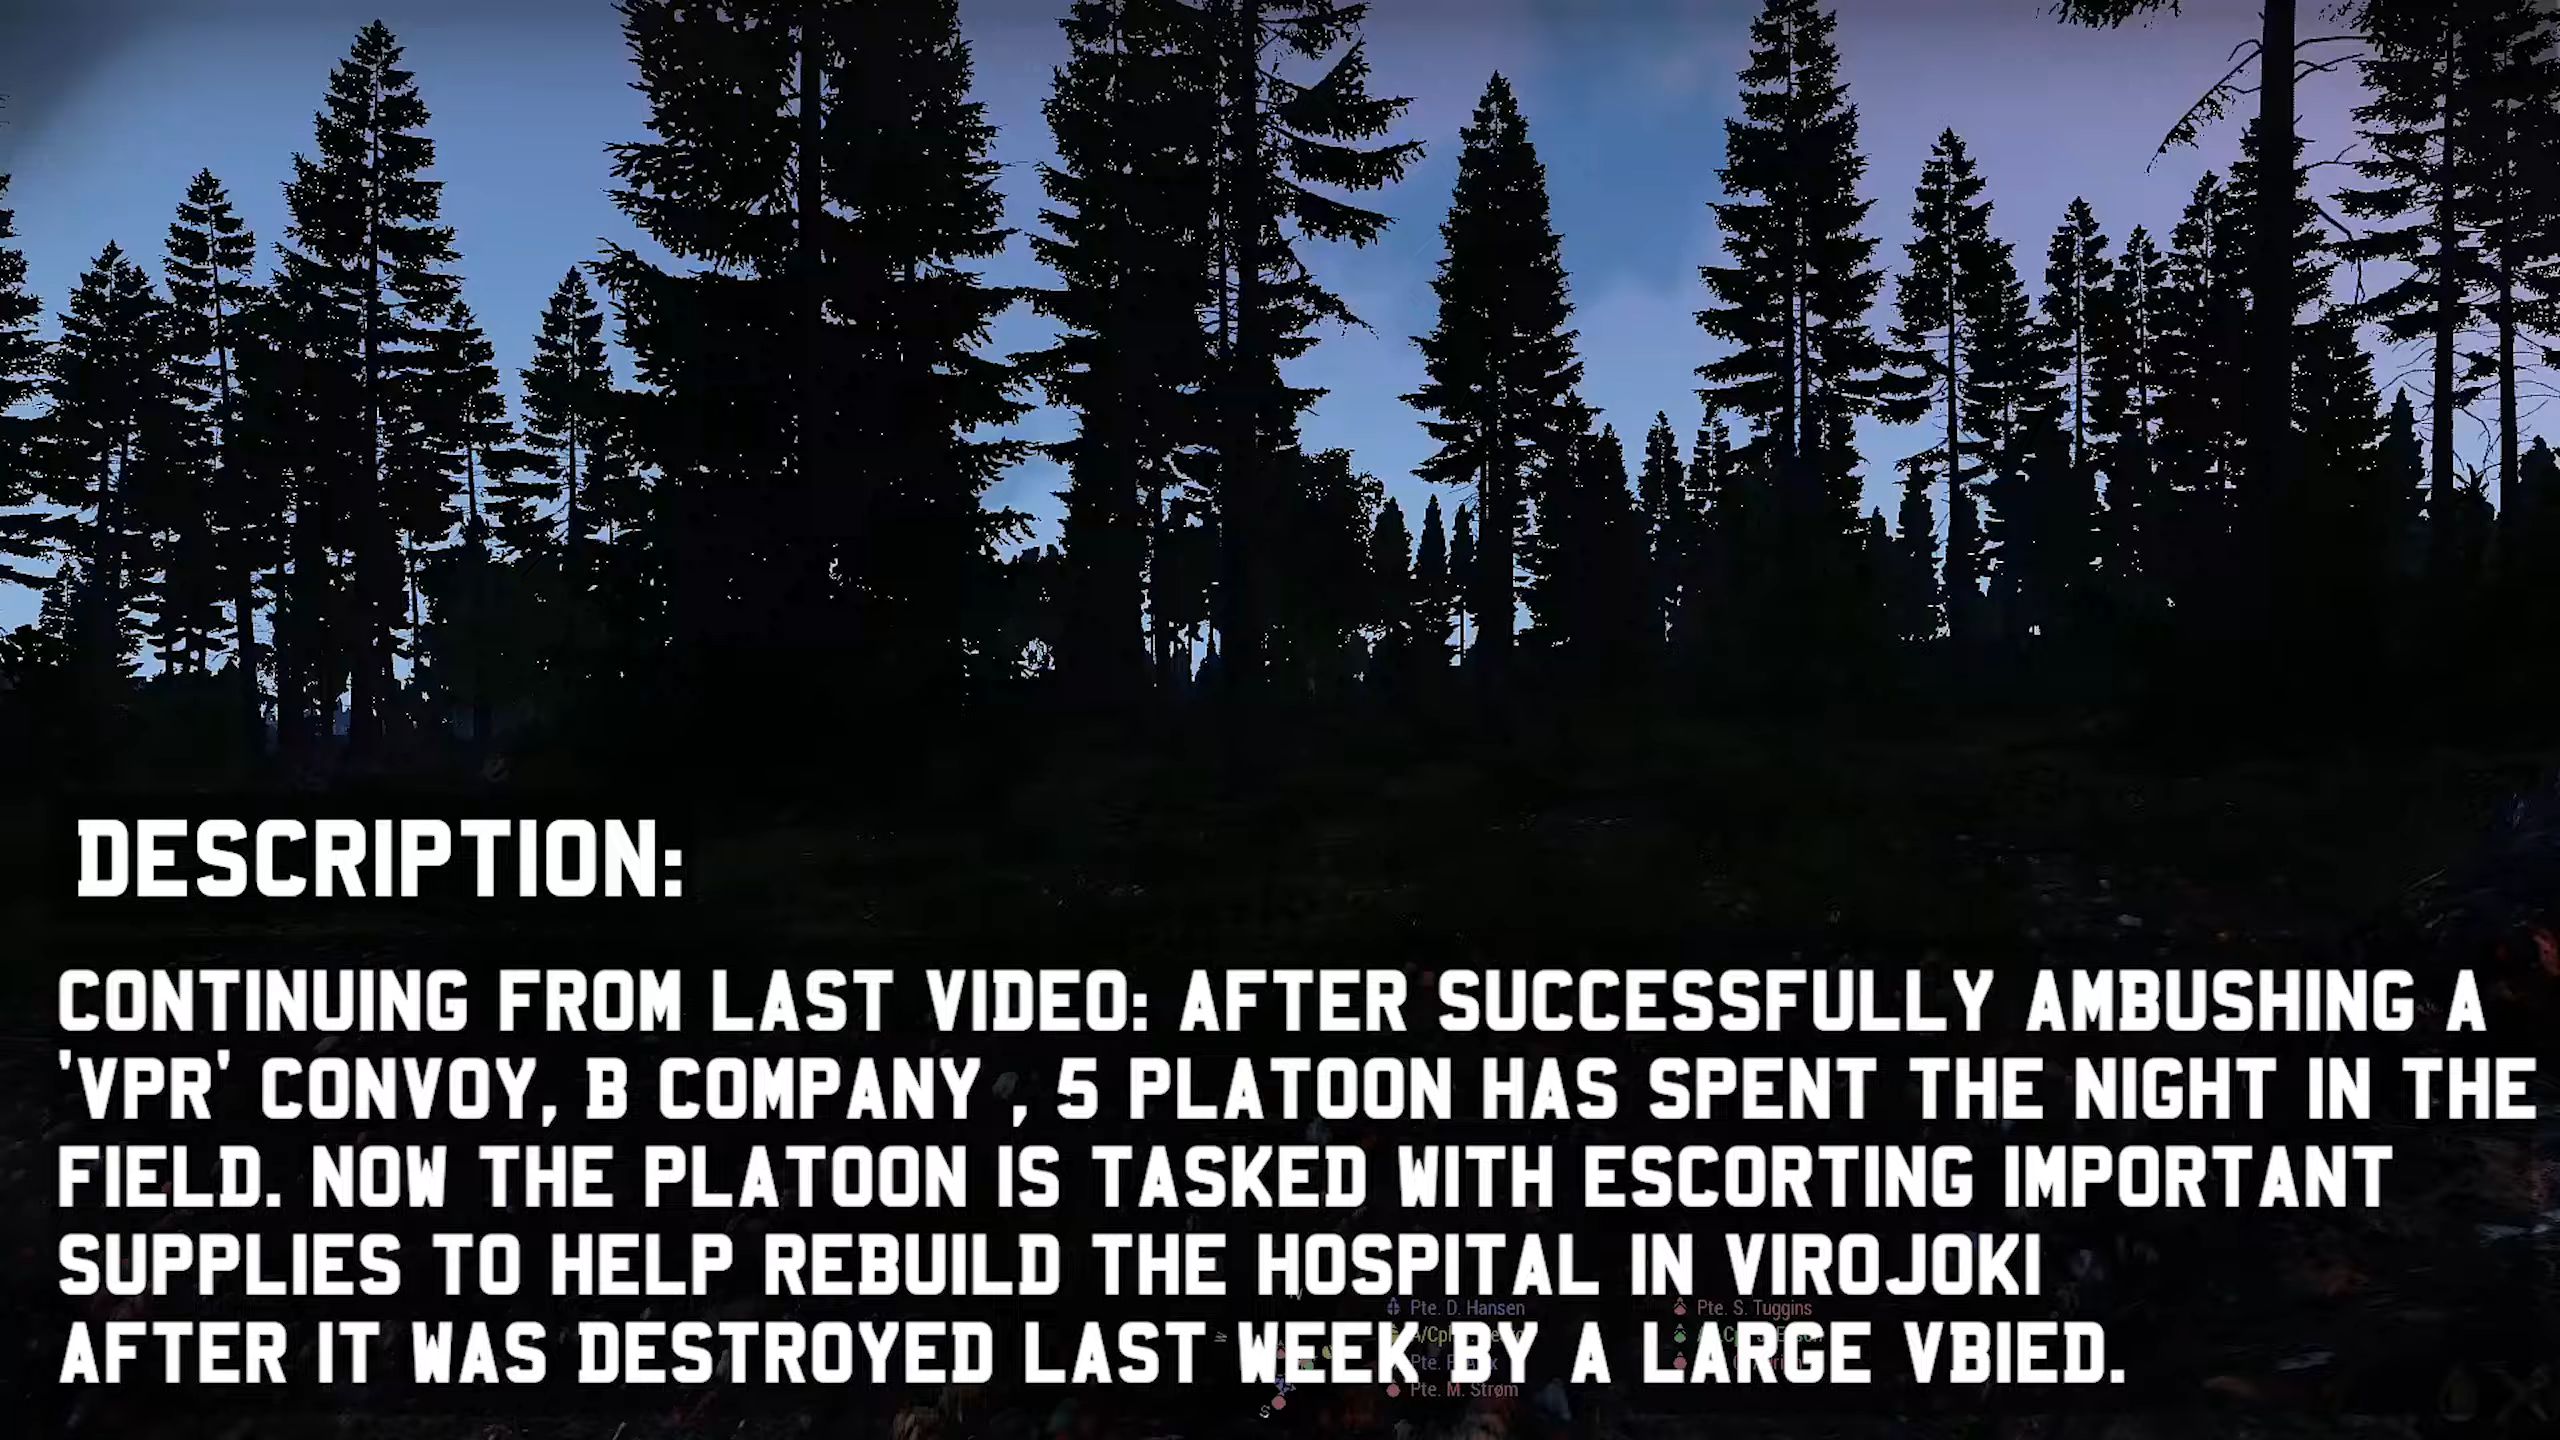 DESCRIPTION:
CONTINUING FROM LAST VIDEO: AFTER SUCCESSFULLY AMBUSHING A
'VPR' CONVOY, B COMPANY , 5 PLATOON HAS SPENT THE NIGHT IN THE
FIELD. NOW THE PLATOON IS TASKED WITH ESCORTING IMPORTANT
SUPPLIES TO HELP REBUILD THE HOSPITAL IN VIROJOKI
Pte. D. Hansen Pte. S. Tuggins
AFTER IT WAS DESTROYED LAST WEEK BY A LARGE VBIED.
Pte. M. Strøm
S